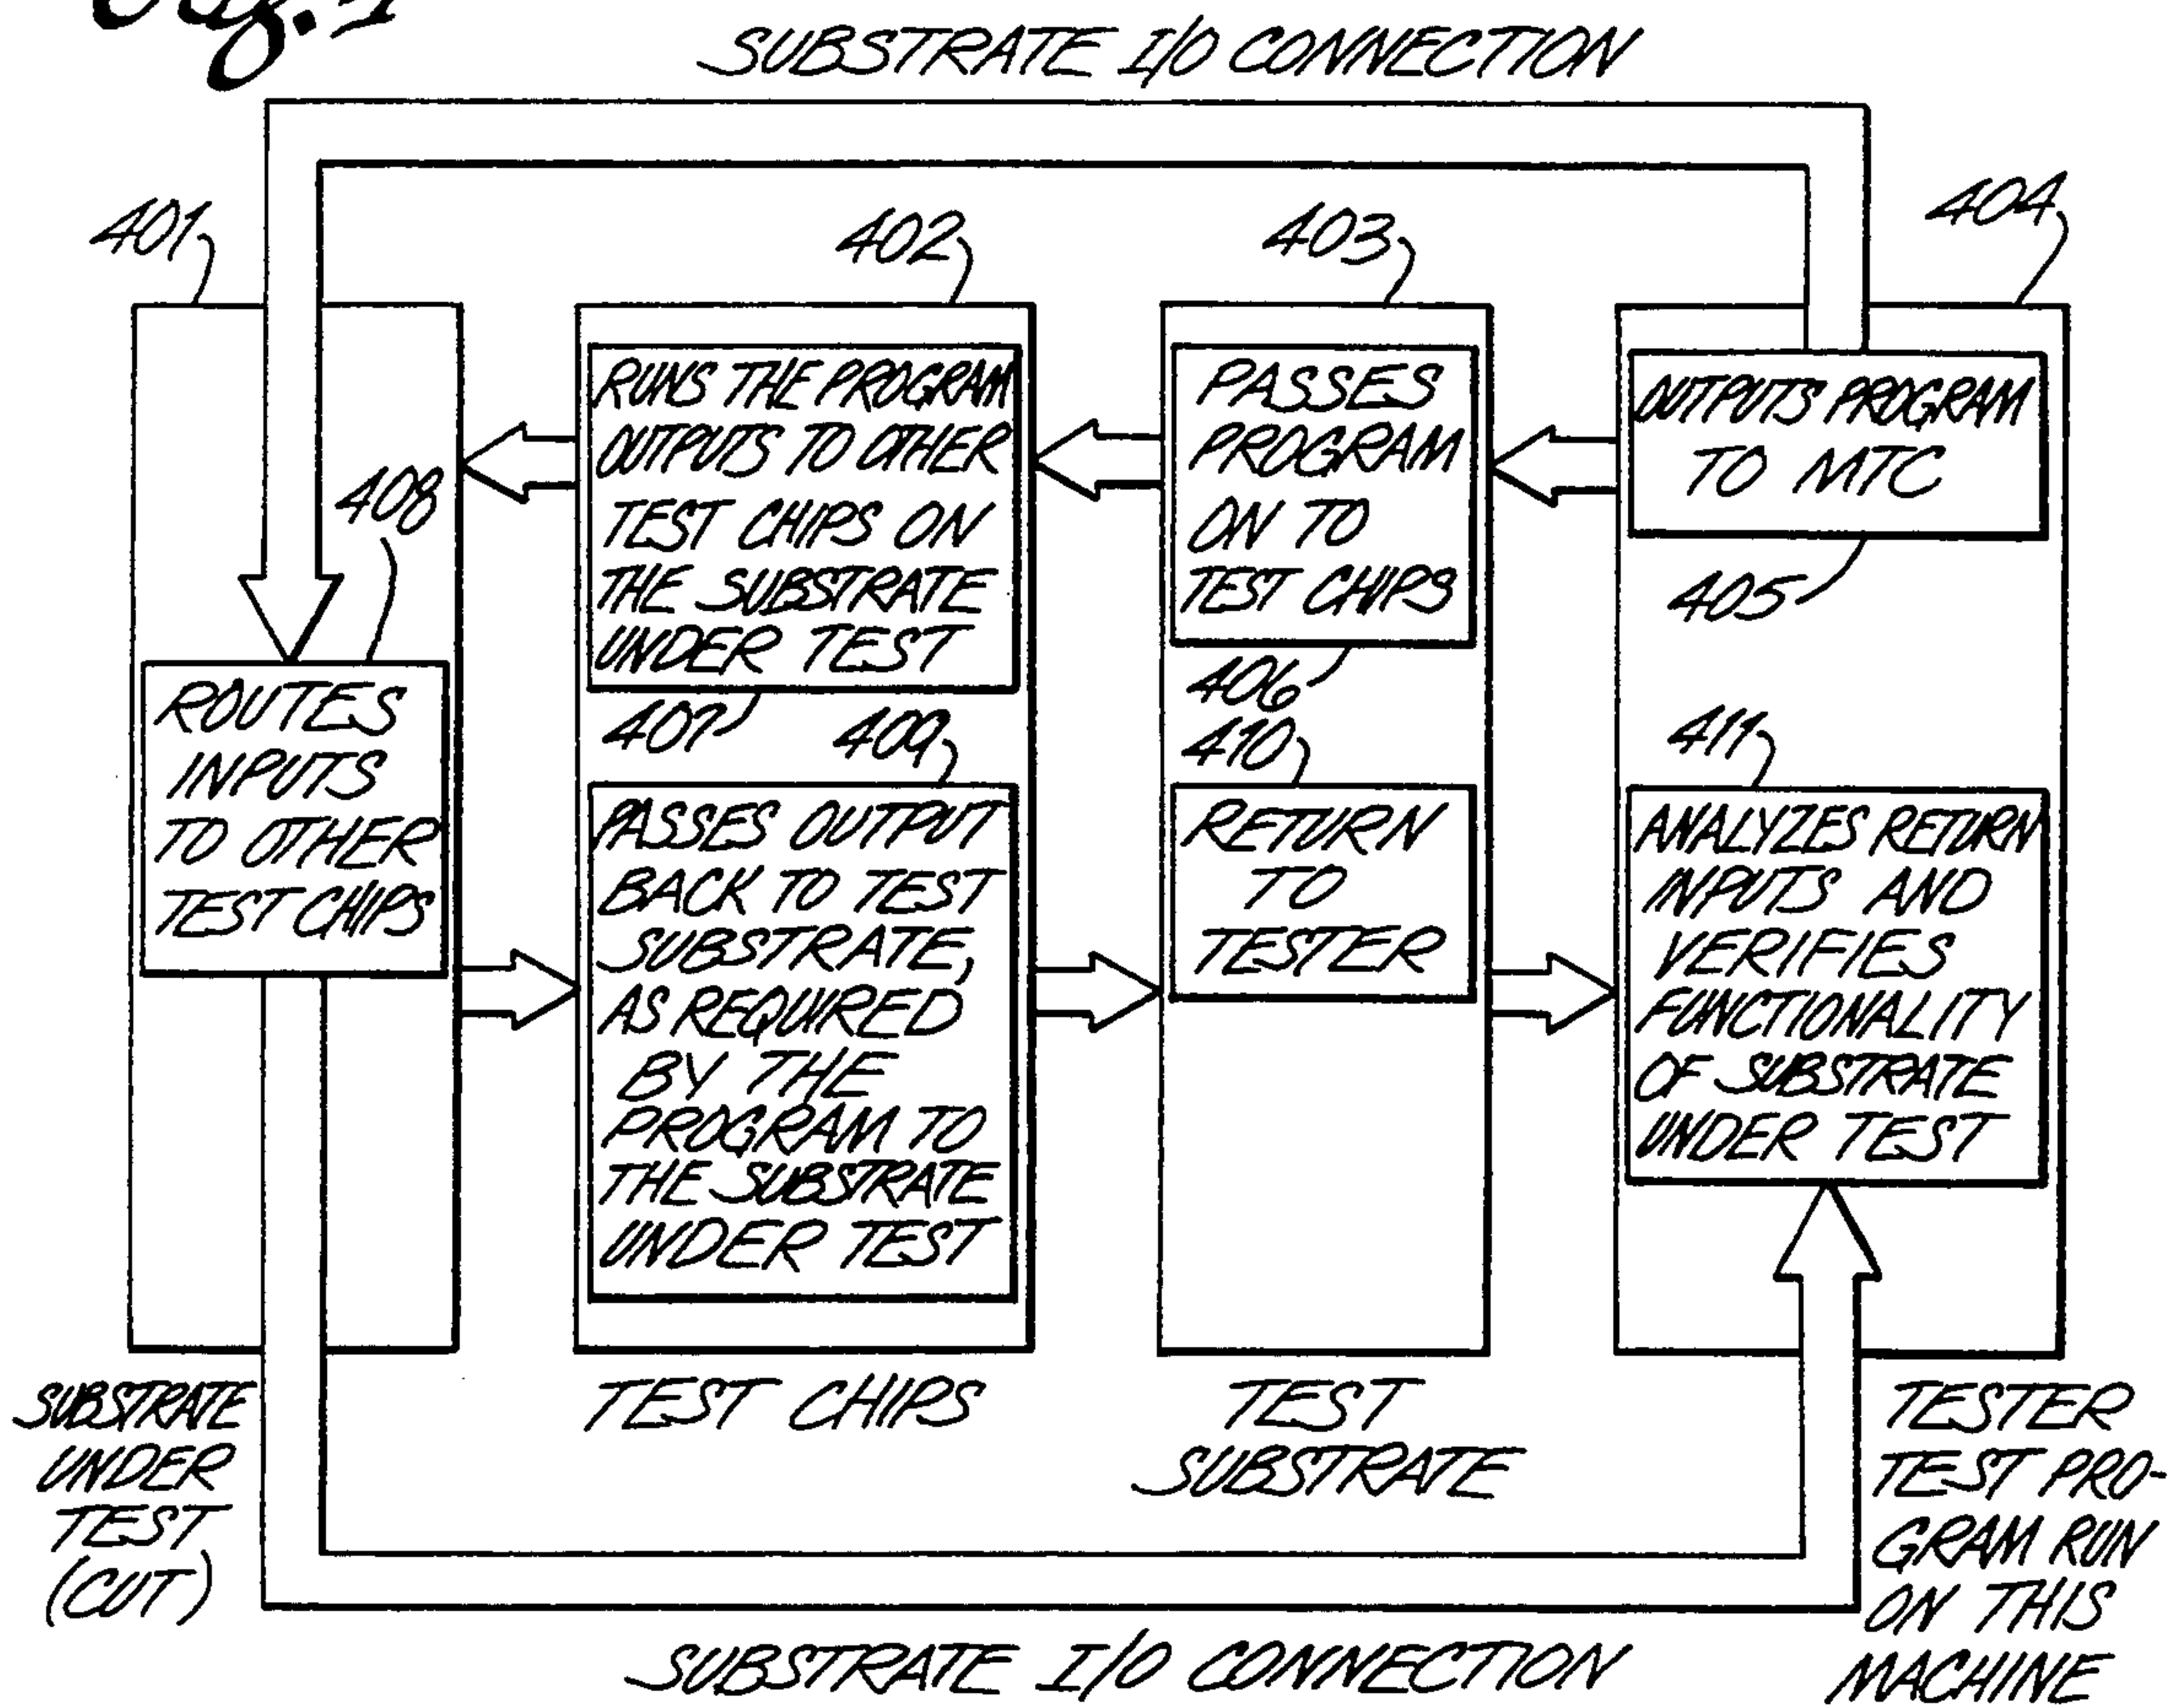 Fig. 4
SUBSTRATE I/O CONNECTION
401
402
403
404
408
RUNS THE PROGRAM
OUTPUTS TO OTHER
TEST CHIPS ON
THE SUBSTRATE
UNDER TEST
407
PASSES
PROGRAM
ON TO
TEST CHIPS
406
OUTPUTS PROGRAM
TO MTC
405
ROUTES
INPUTS
TO OTHER
TEST CHIPS
409
PASSES OUTPUT
BACK TO TEST
SUBSTRATE,
AS REQUIRED
BY THE
PROGRAM TO
THE SUBSTRATE
UNDER TEST
410
RETURN
TO
TESTER
411
ANALYZES RETURN
INPUTS AND
VERIFIES
FUNCTIONALITY
OF SUBSTRATE
UNDER TEST
SUBSTRATE
UNDER
TEST
(CUT)
TEST CHIPS
TEST
SUBSTRATE
TESTER
TEST PRO-
GRAM RUN
ON THIS
MACHINE
SUBSTRATE I/O CONNECTION